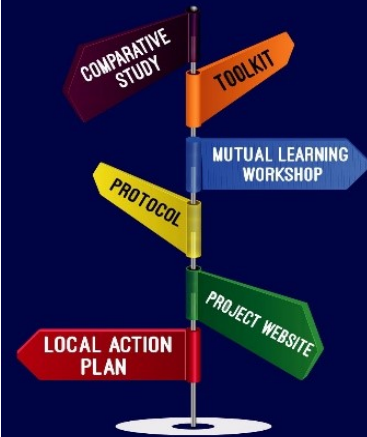 COMPARATIVE
STUDY
TOOLKIT
MUTUAL LEARNING
WORKSHOP
PROTOCOL
PROJECT WEBSITE
LOCAL ACTION
PLAN